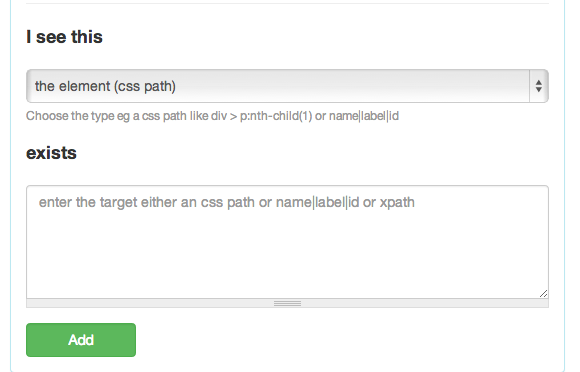 I see this
the element (css path)
Choose the type eg a css path like div > p:nth-child(1) or name|label|id
exists
enter the target either an css path or name|label|id or xpath
Add